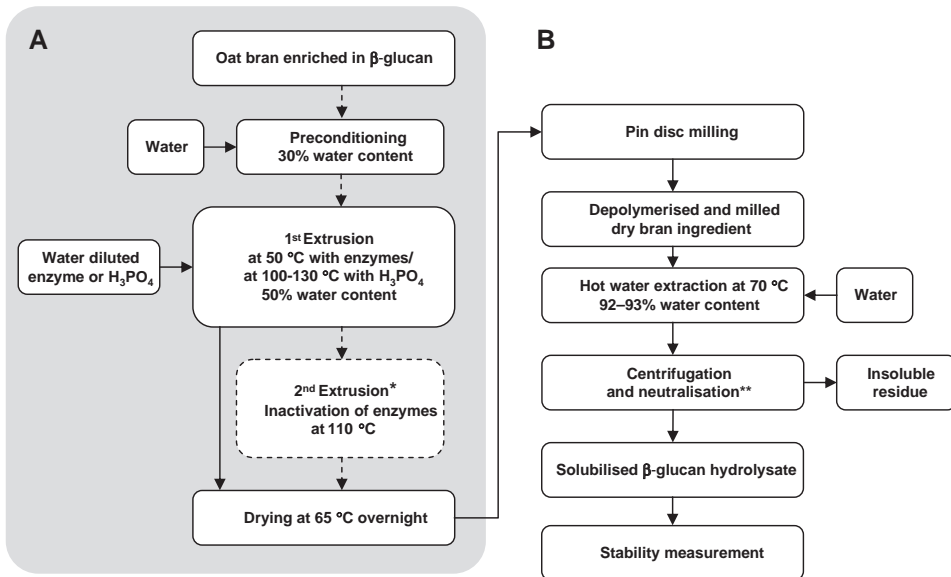 A
Oat bran enriched in β-glucan
Water
Preconditioning
30% water content
Water diluted
enzyme or H₃PO₄
1st Extrusion
at 50 °C with enzymes/
at 100-130 °C with H₃PO₄
50% water content
2nd Extrusion*
Inactivation of enzymes
at 110 °C
Drying at 65 °C overnight
B
Pin disc milling
Depolymerised and milled
dry bran ingredient
Hot water extraction at 70 °C
92–93% water content
Water
Centrifugation
and neutralisation**
Insoluble
residue
Solubilised β-glucan hydrolysate
Stability measurement